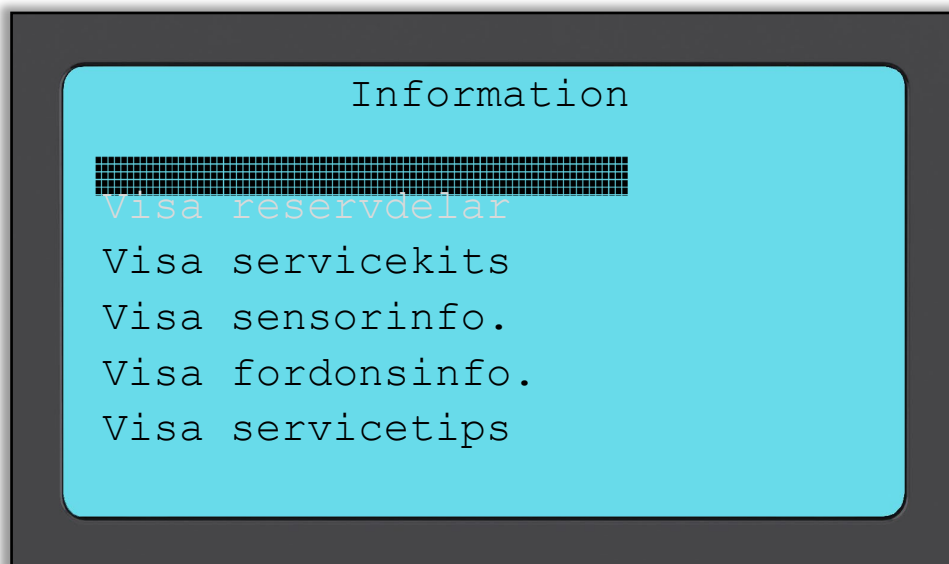 Information
Visa reservdelar
Visa servicekits
Visa sensorinfo.
Visa fordonsinfo.
Visa servicetips